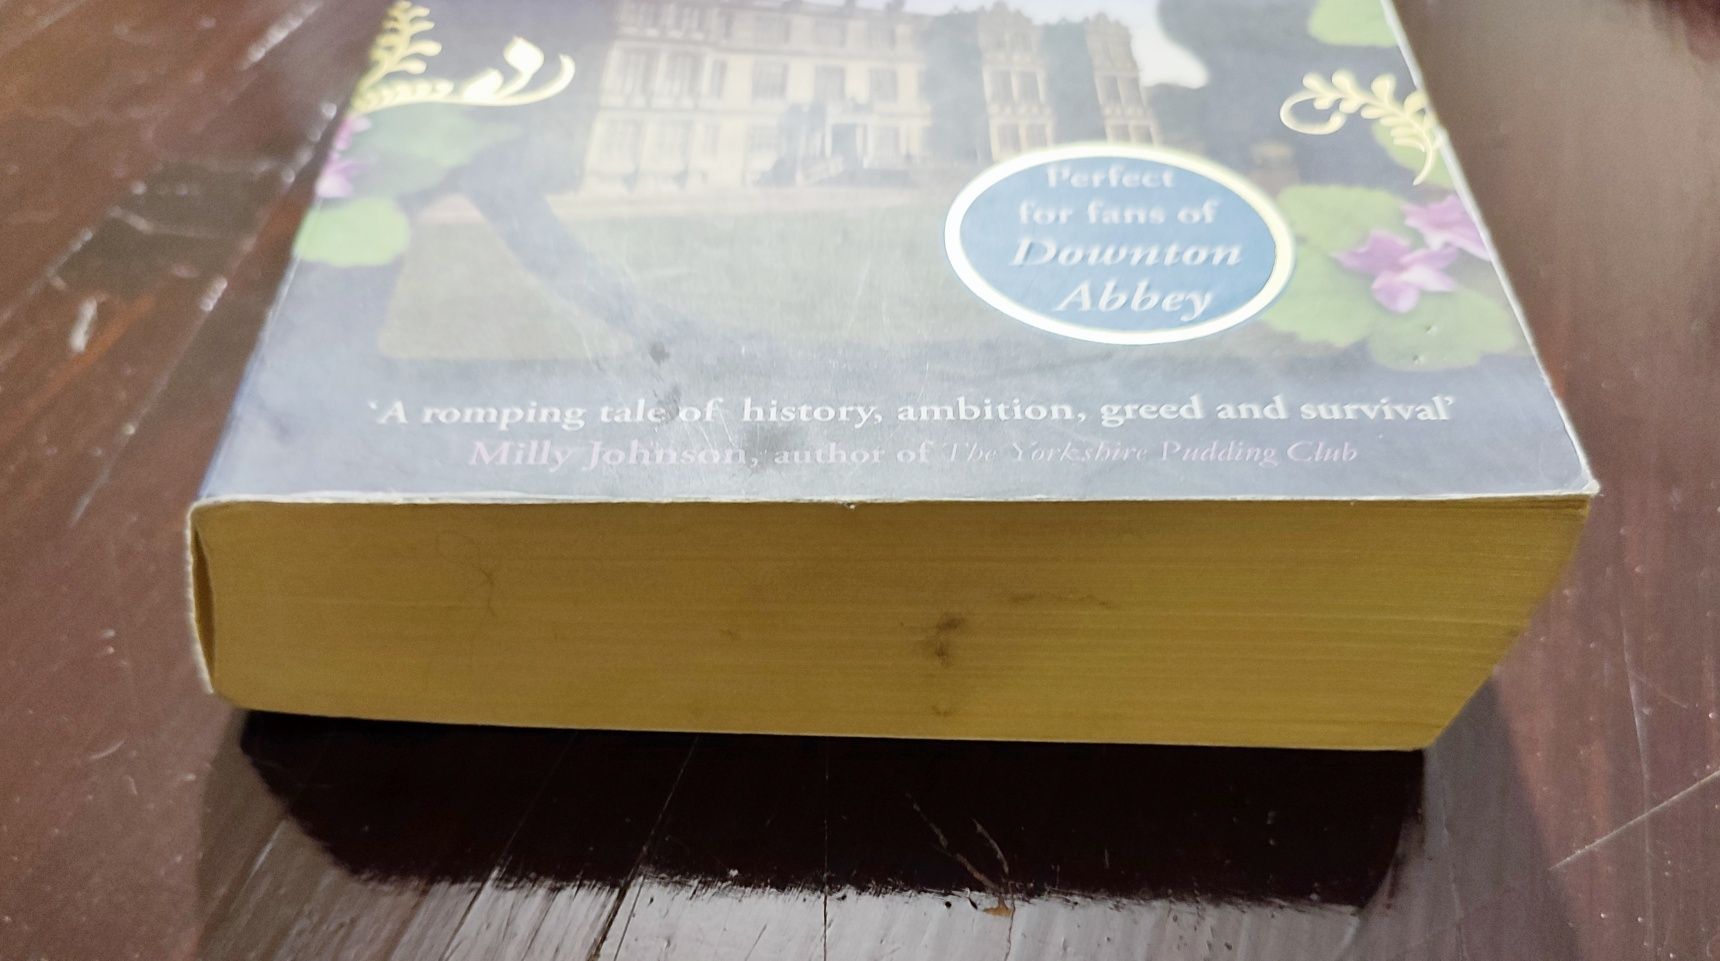 Perfect
for fans of
Downton
Abbey
'A romping tale of history, ambition, greed and survival'
Milly Johnson, author of The Yorkshire Pudding Club